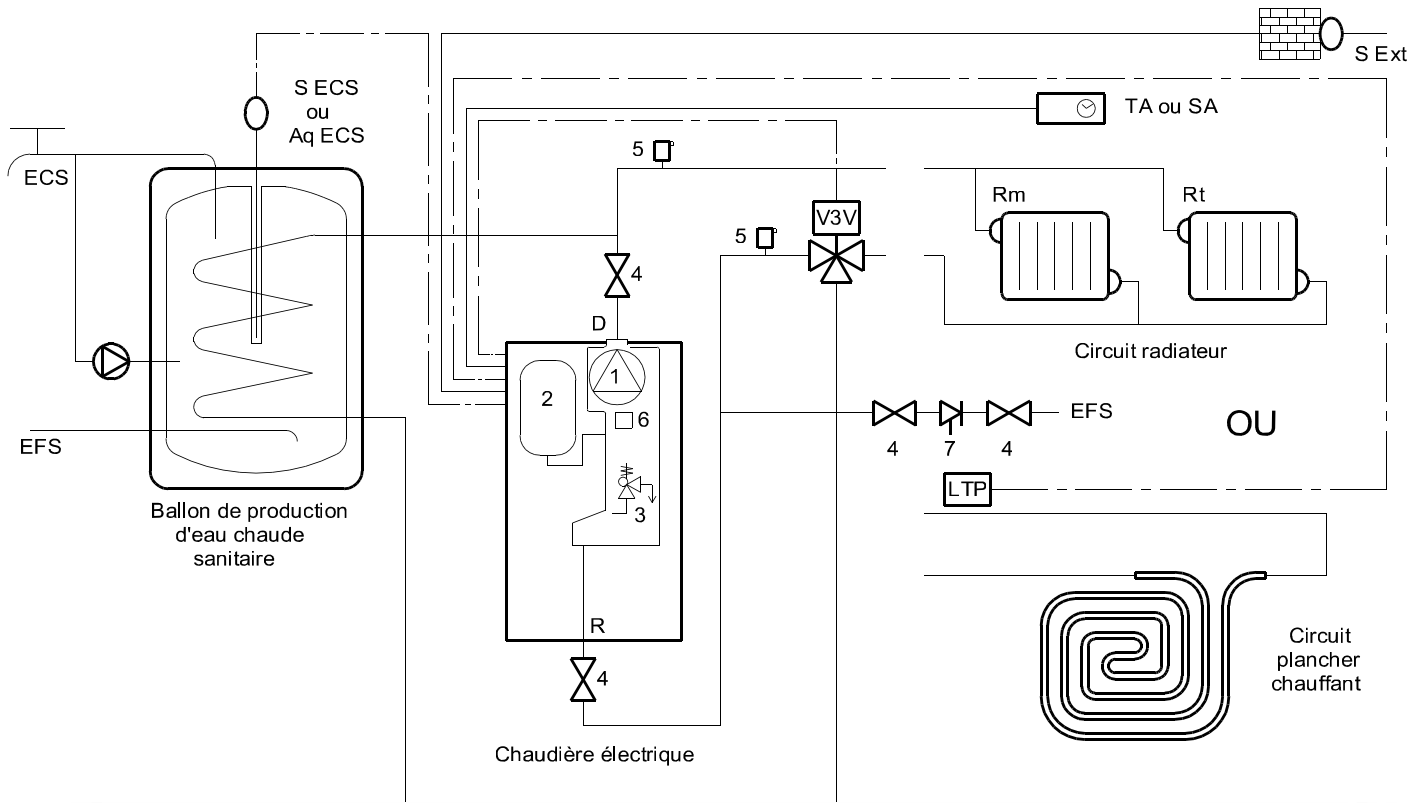 S Ext
S ECS
ou
Aq ECS
TA ou SA
ECS
5
Rm
Rt
V3V
5
4
D
Circuit radiateur
1
2
6
EFS
OU
4
7
4
EFS
LTP
3
Ballon de production
d'eau chaude
sanitaire
R
4
Circuit
plancher
chauffant
Chaudière électrique